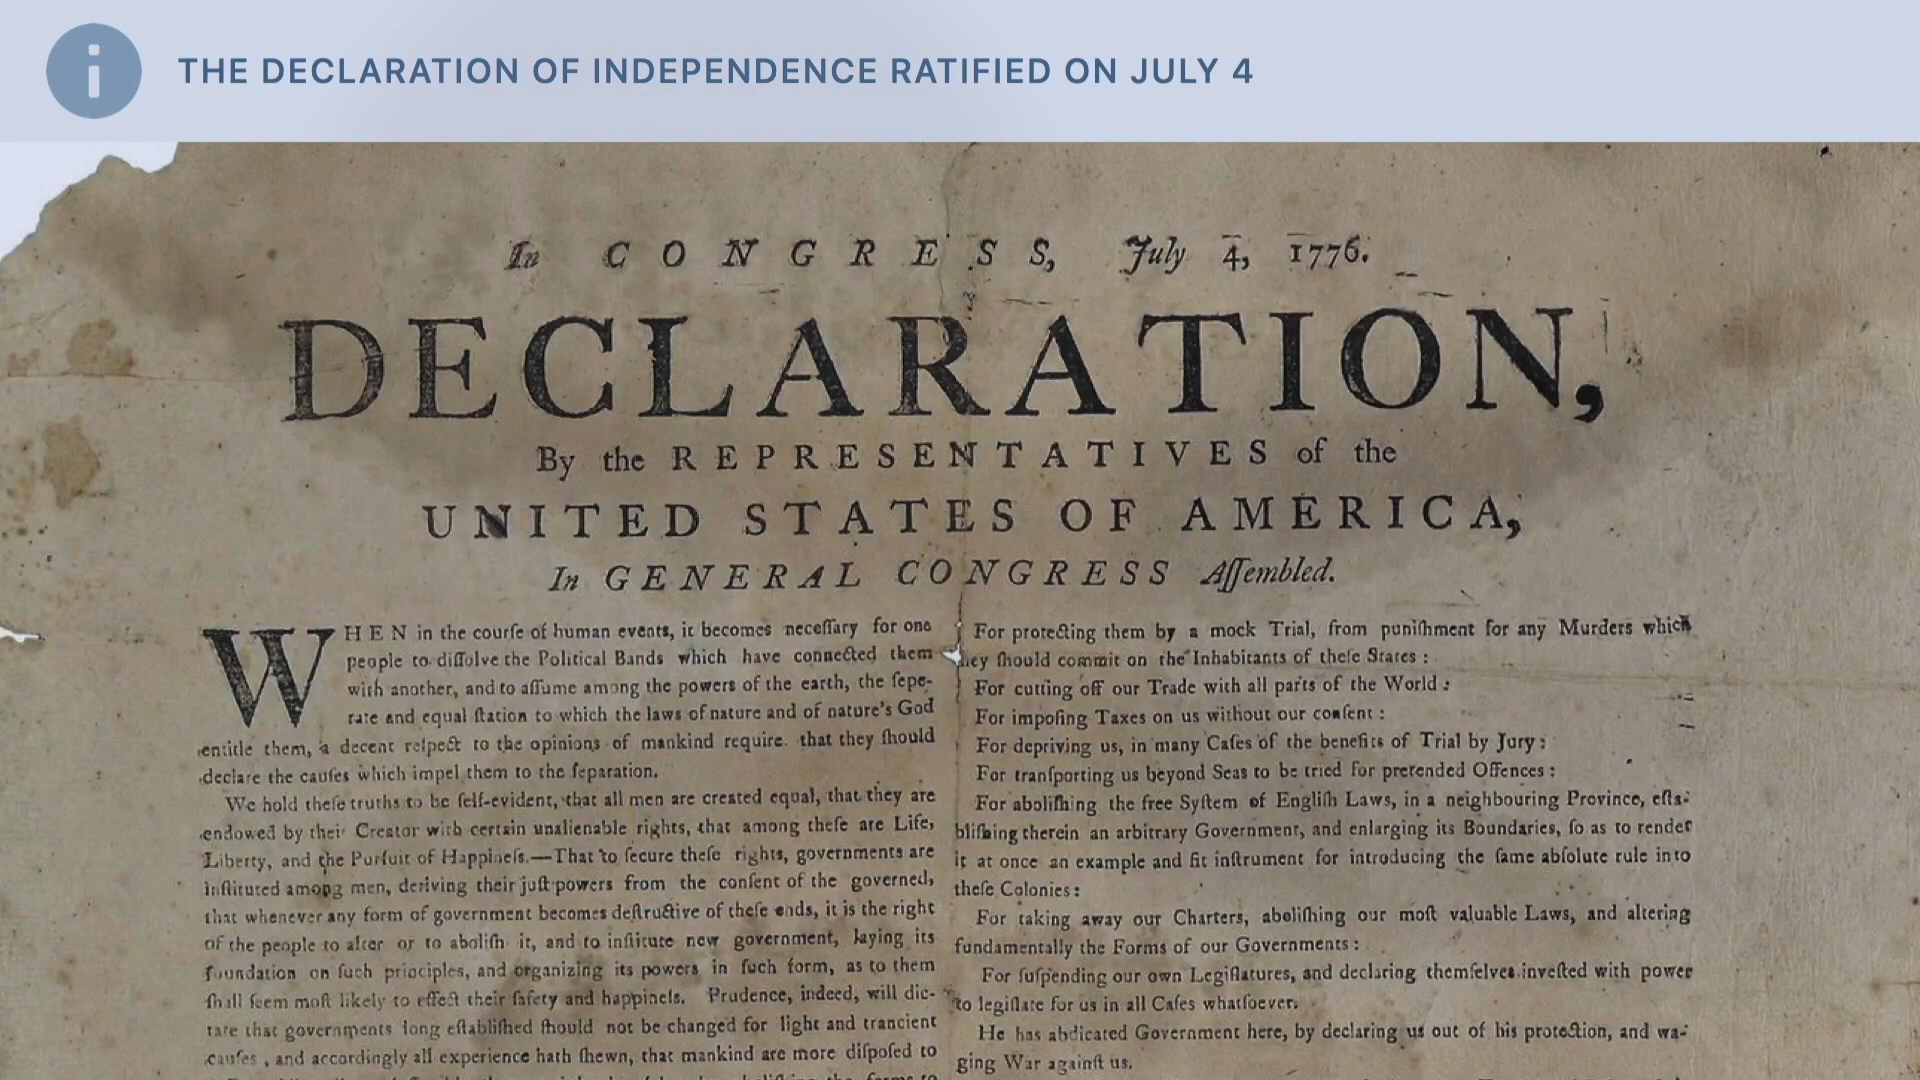 THE DECLARATION OF INDEPENDENCE RATIFIED ON JULY 4
In CONGRESS, July 4, 1776.
DECLARATION,
By the REPRESENTATIVES of the
UNITED STATES OF AMERICA,
In GENERAL CONGRESS Aſſembled.
WHEN in the courſe of human events, it becomes neceſſary for one
people to diſſolve the Political Bands which have connected them
with another, and to aſſume among the powers of the earth, the ſepe-
rate and equal ſtation to which the laws of nature and of nature's God
entitle them, a decent reſpect to the opinions of mankind require that they ſhould
declare the cauſes which impel them to the ſeparation.
We hold theſe truths to be ſelf-evident, that all men are created equal, that they are
endowed by their Creator with certain unalienable rights, that among theſe are Life,
Liberty, and the Purſuit of Happineſs.—That to ſecure theſe rights, governments are
inſtituted among men, deriving their juſt powers from the conſent of the governed,
that whenever any form of government becomes deſtructive of theſe ends, it is the right
of the people to alter or to aboliſh it, and to inſtitute new government, laying its
foundation on ſuch principles, and organizing its powers in ſuch form, as to them
ſhall ſeem moſt likely to effect their ſafety and happineſs. Prudence, indeed, will dic-
tate that governments long eſtabliſhed ſhould not be changed for light and trancient
cauſes, and accordingly all experience hath ſhewn, that mankind are more diſpoſed to
For protecting them by a mock Trial, from puniſhment for any Murders which
they ſhould commit on the Inhabitants of theſe States:
For cutting off our Trade with all parts of the World:
For impoſing Taxes on us without our conſent:
For depriving us, in many Caſes of the benefits of Trial by Jury:
For tranſporting us beyond Seas to be tried for pretended Offences:
For aboliſhing the free Syſtem of Engliſh Laws, in a neighbouring Province, eſta-
bliſhing therein an arbitrary Government, and enlarging its Boundaries, ſo as to render
it at once an example and fit inſtrument for introducing the ſame abſolute rule into
theſe Colonies:
For taking away our Charters, aboliſhing our moſt valuable Laws, and altering
fundamentally the Forms of our Governments:
For ſuſpending our own Legiſlatures, and declaring themſelves inveſted with power
to legiſlate for us in all Caſes whatſoever.
He has abdicated Government here, by declaring us out of his protection, and wa-
ging War againſt us.